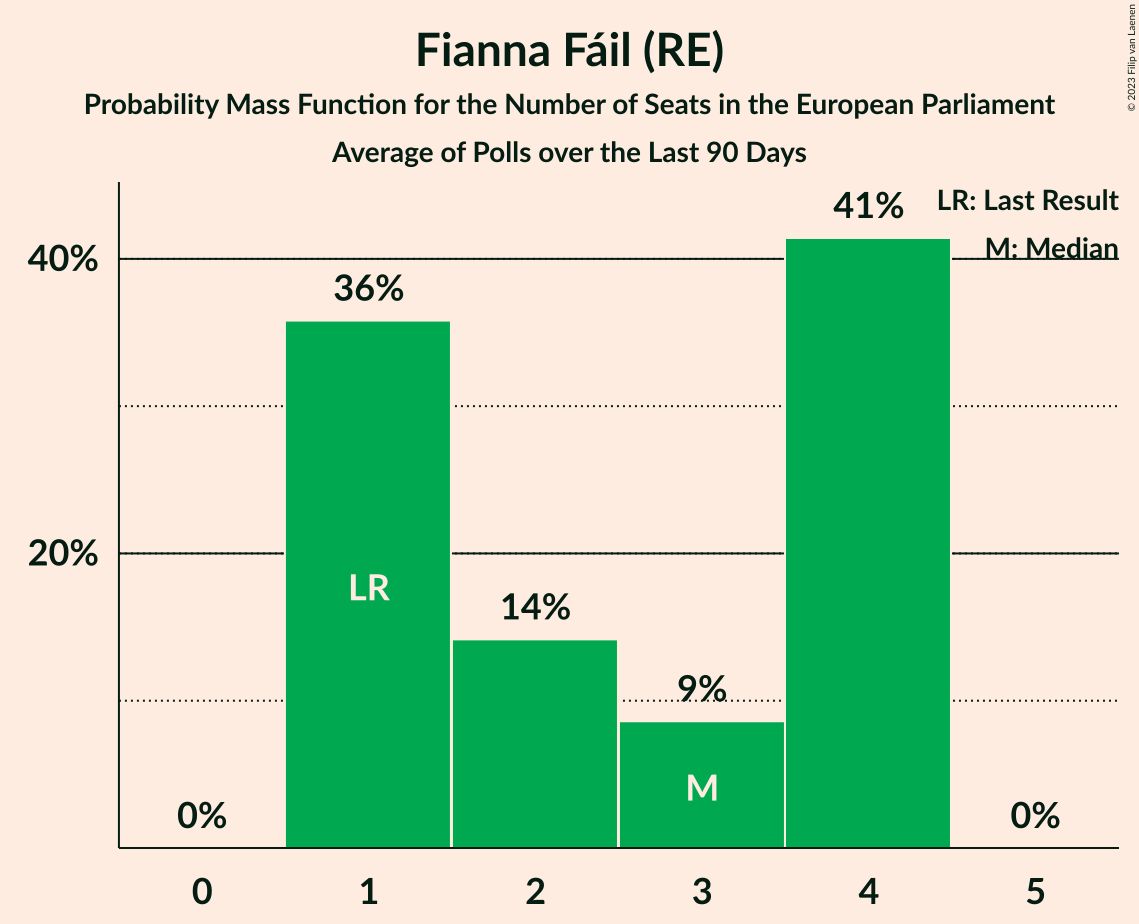 Fianna Fáil (RE)
Probability Mass Function for the Number of Seats in the European Parliament
Average of Polls over the Last 90 Days
© 2023 Filip van Laenen
LR: Last Result
M: Median
40%
20%
0%
36%
14%
9%
41%
0%
LR
M
0 1 2 3 4 5